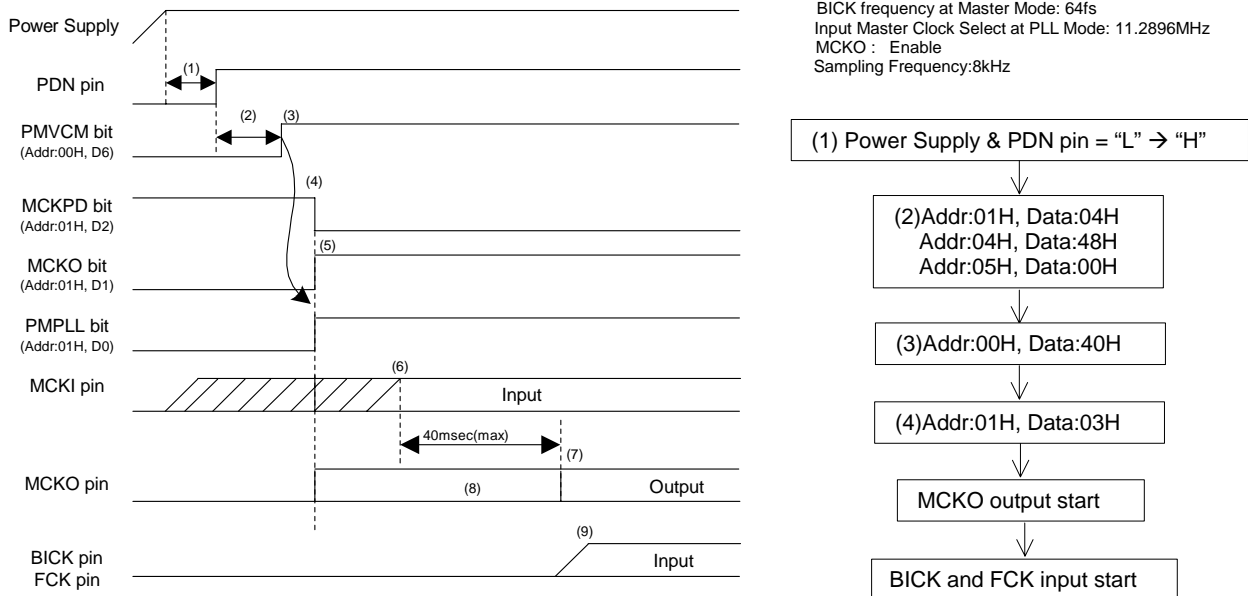 Power Supply
(1)
PDN pin
(2)
(3)
PMVCM bit
(Addr:00H, D6)
(4)
MCKPD bit
(Addr:01H, D2)
(5)
MCKO bit
(Addr:01H, D1)
PMPLL bit
(Addr:01H, D0)
(6)
MCKI pin
Input
40msec(max)
(7)
MCKO pin
(8)
Output
(9)
BICK pin
FCK pin
Input
BICK frequency at Master Mode: 64fs
Input Master Clock Select at PLL Mode: 11.2896MHz
MCKO : Enable
Sampling Frequency:8kHz
(1) Power Supply & PDN pin = “L” → “H”
(2)Addr:01H, Data:04H
Addr:04H, Data:48H
Addr:05H, Data:00H
(3)Addr:00H, Data:40H
(4)Addr:01H, Data:03H
MCKO output start
BICK and FCK input start